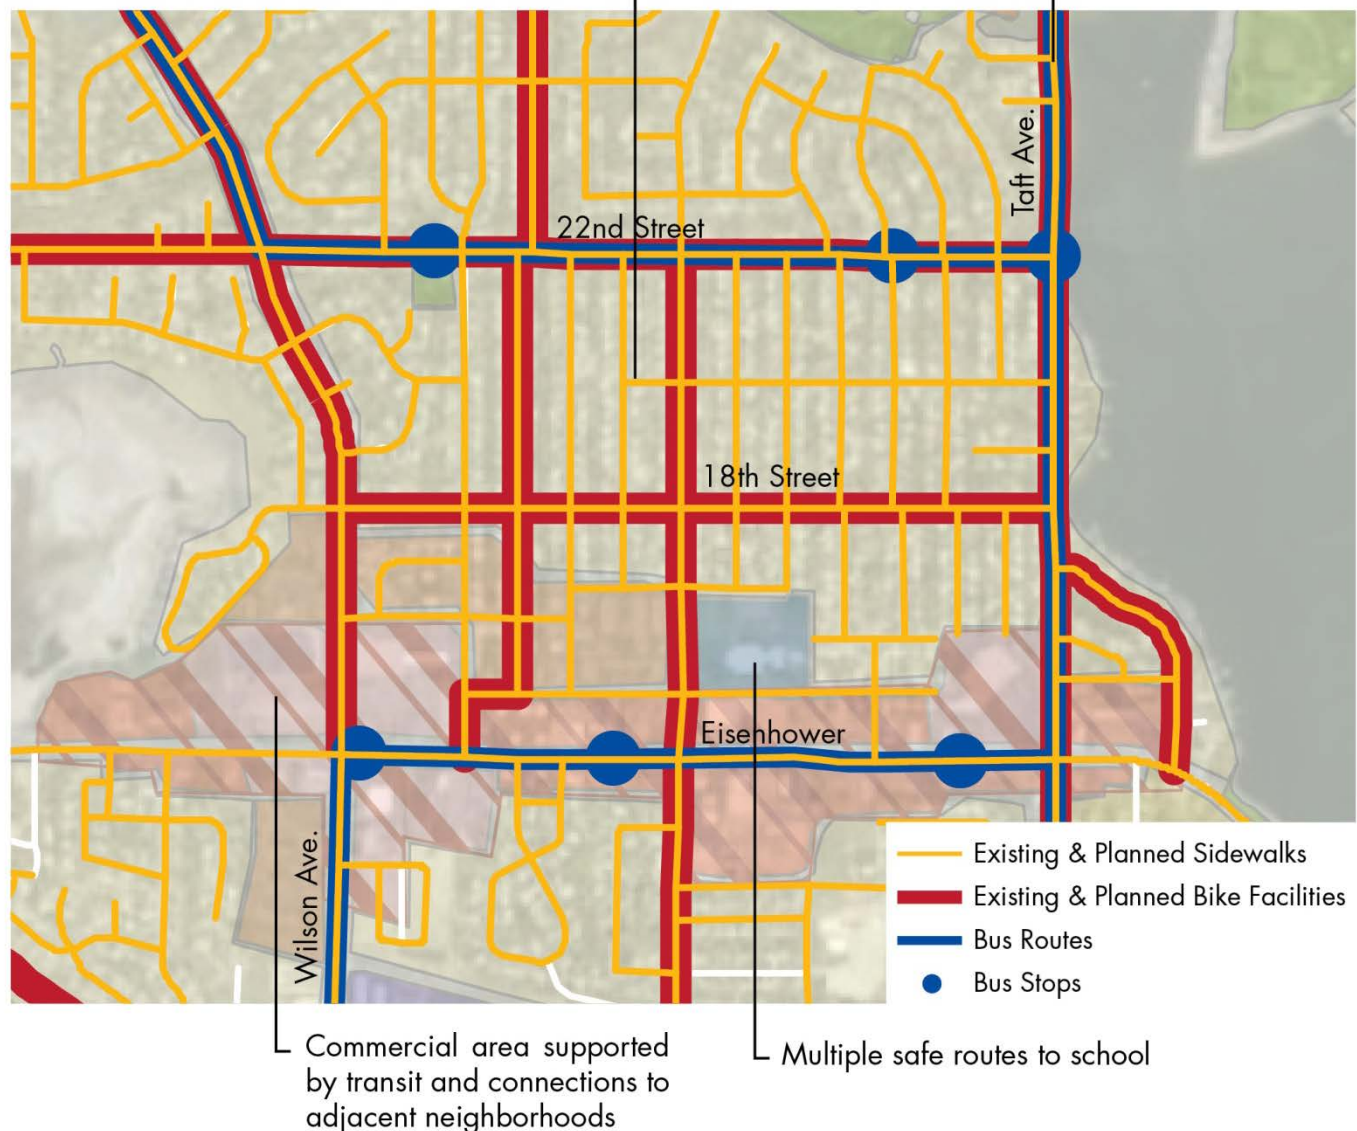 Taft Ave.
22nd Street
18th Street
Eisenhower
Wilson Ave.
Existing & Planned Sidewalks
Existing & Planned Bike Facilities
Bus Routes
Bus Stops
Commercial area supported
by transit and connections to
adjacent neighborhoods
Multiple safe routes to school